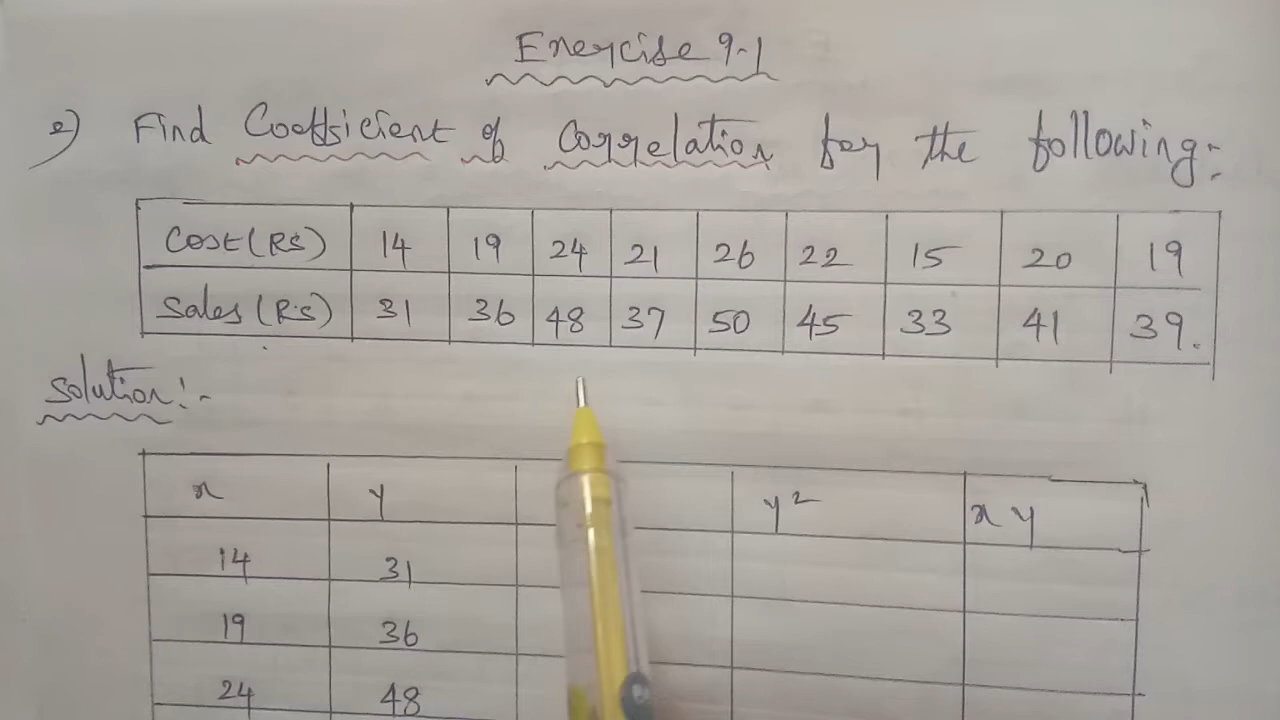 Exercise 9-1
2) Find Coefficient of Correlation for the following:-
Cost (RS) 14 19 24 21 26 22 15 20 19
Sales (RS) 31 36 48 37 50 45 33 41 39.
Solution:-
x y y² xy
14 31
19 36
24 48